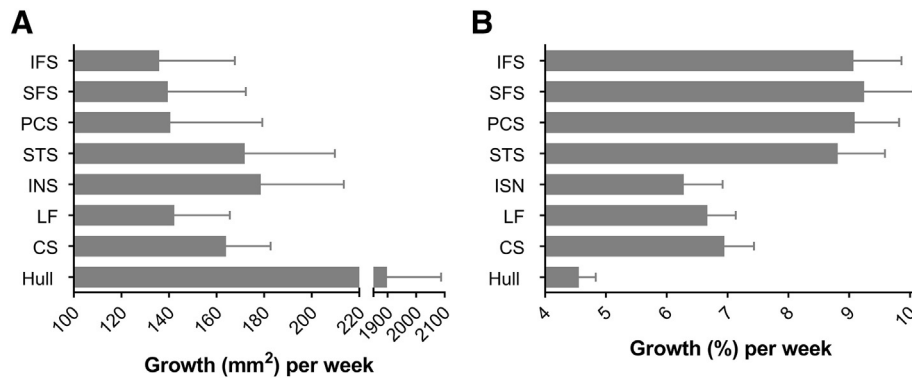 A
IFS
SFS
PCS
STS
INS
LF
CS
Hull
100 120 140 160 180 200 220 1900 2000 2100
Growth (mm²) per week
B
IFS
SFS
PCS
STS
ISN
LF
CS
Hull
4 5 6 7 8 9 10
Growth (%) per week